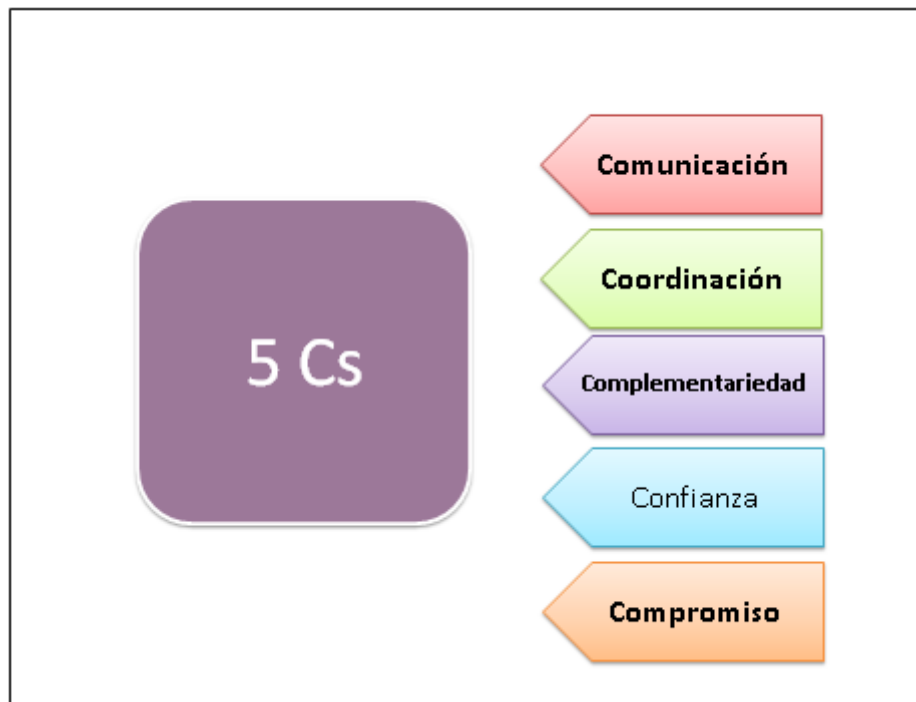 5 Cs
Comunicación
Coordinación
Complementariedad
Confianza
Compromiso